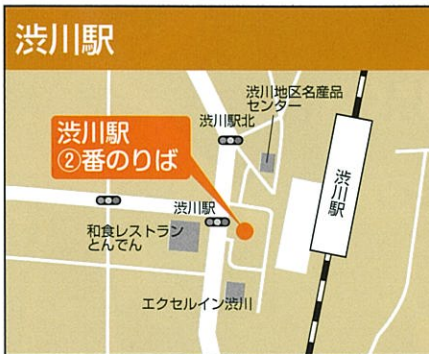 渋川駅
渋川地区名産品
センター
渋川駅北
渋川駅
②番のりば
渋川駅
渋川駅
和食レストラン
とんでん
エクセルイン渋川